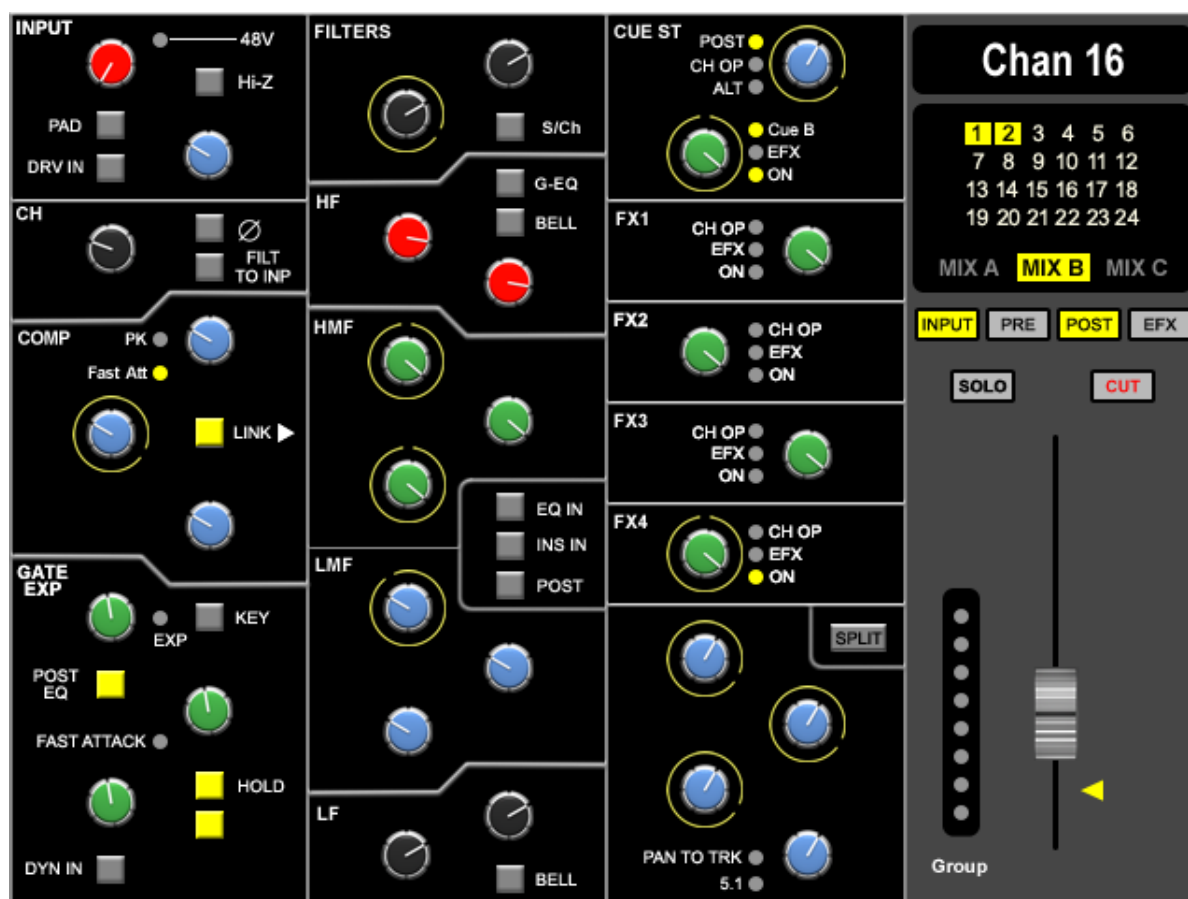 INPUT
48V
Hi-Z
PAD
DRV IN
CH
Ø
FILT
TO INP
COMP
PK
Fast Att
LINK
GATE
EXP
EXP
KEY
POST
EQ
FAST ATTACK
HOLD
DYN IN
FILTERS
S/Ch
HF
G-EQ
BELL
HMF
EQ IN
INS IN
POST
LMF
LF
BELL
CUE ST
POST
CH OP
ALT
Cue B
EFX
ON
FX1
CH OP
EFX
ON
FX2
CH OP
EFX
ON
FX3
CH OP
EFX
ON
FX4
CH OP
EFX
ON
SPLIT
PAN TO TRK
5.1
Chan 16
1 2 3 4 5 6
7 8 9 10 11 12
13 14 15 16 17 18
19 20 21 22 23 24
MIX A MIX B MIX C
INPUT PRE POST EFX
SOLO CUT
Group